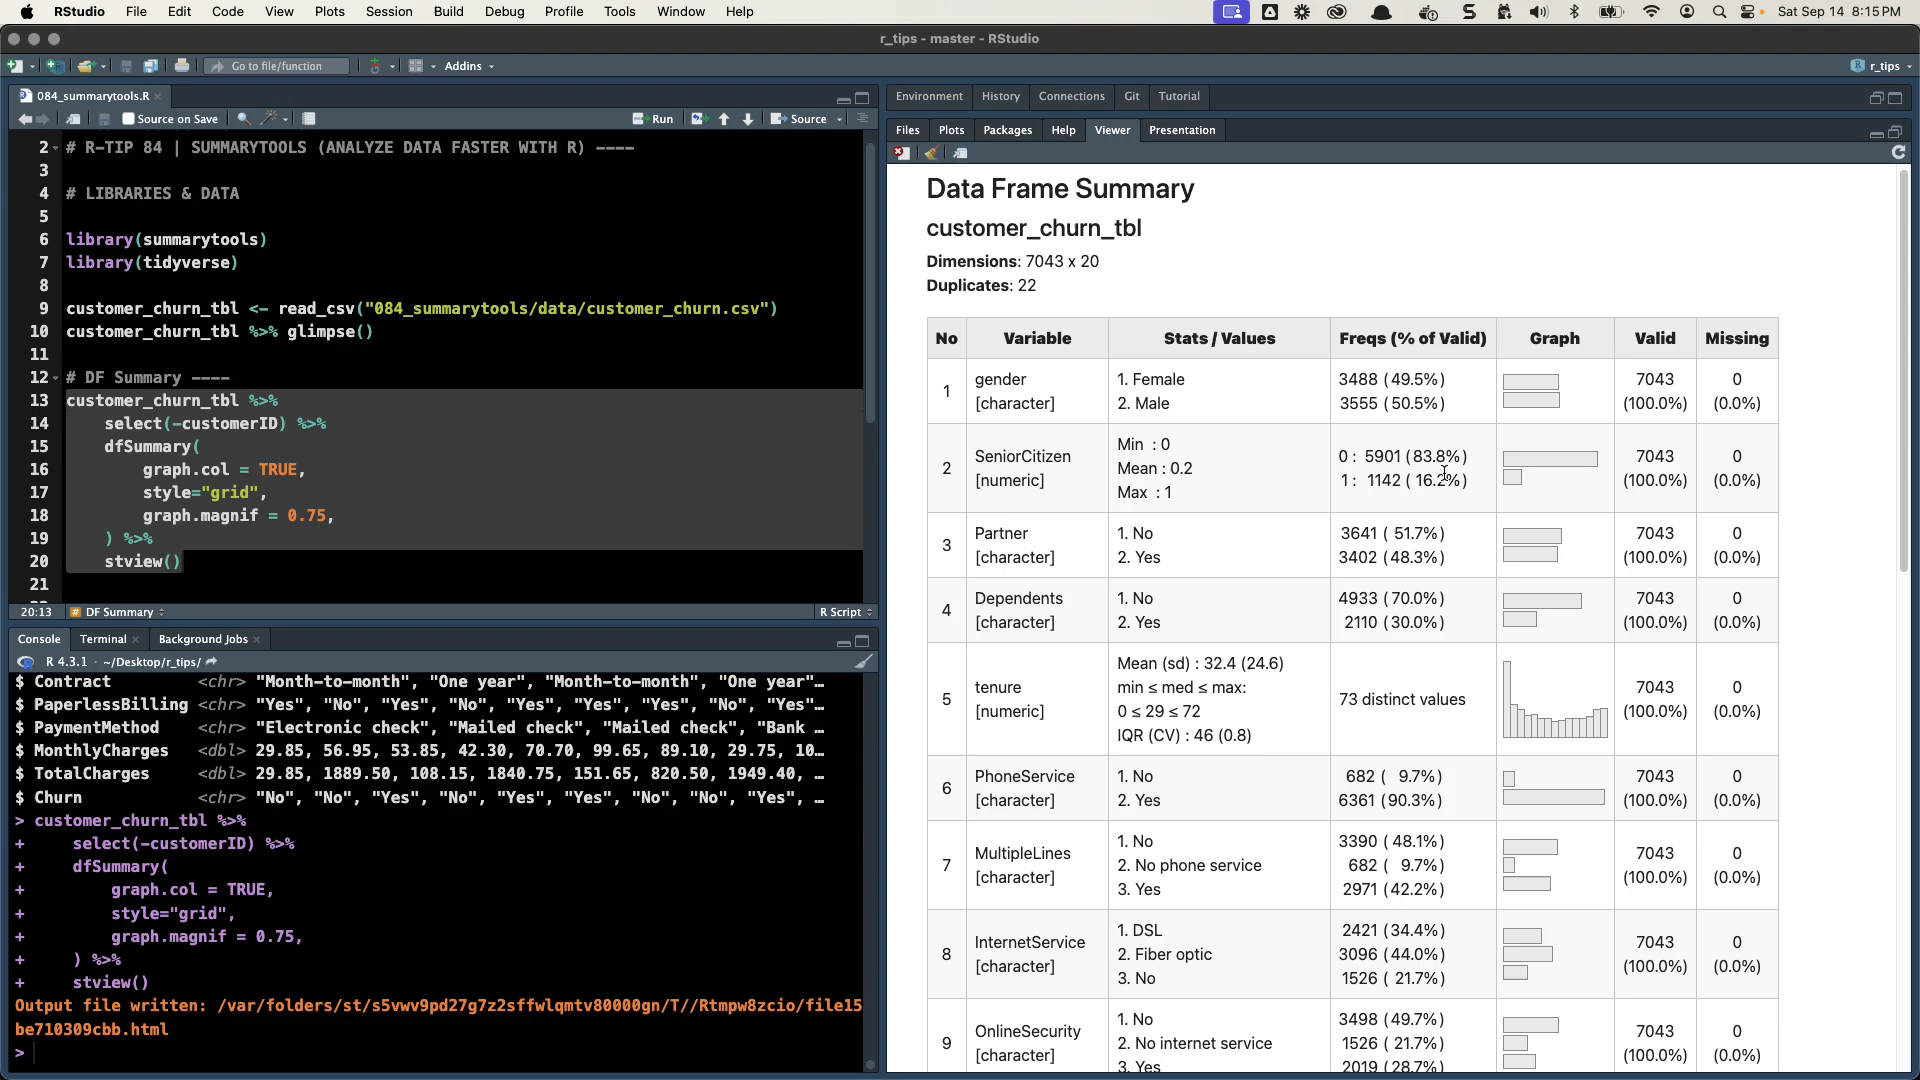 RStudio File Edit Code View Plots Session Build Debug Profile Tools Window Help
Sat Sep 14 8:15 PM
r_tips - master - RStudio
Go to file/function
Addins
r_tips
084_summarytools.R
Source on Save
Run
Source
2 # R-TIP 84 | SUMMARYTOOLS (ANALYZE DATA FASTER WITH R) ----
3
4 # LIBRARIES & DATA
5
6 library(summarytools)
7 library(tidyverse)
8
9 customer_churn_tbl <- read_csv("084_summarytools/data/customer_churn.csv")
10 customer_churn_tbl %>% glimpse()
11
12 # DF Summary ----
13 customer_churn_tbl %>%
14 select(-customerID) %>%
15 dfSummary(
16 graph.col = TRUE,
17 style="grid",
18 graph.magnif = 0.75,
19 ) %>%
20 stview()
21
20:13 # DF Summary
R Script
Console Terminal Background Jobs
R 4.3.1 · ~/Desktop/r_tips/
$ Contract <chr> "Month-to-month", "One year", "Month-to-month", "One year"…
$ PaperlessBilling <chr> "Yes", "No", "Yes", "No", "Yes", "Yes", "Yes", "No", "Yes"…
$ PaymentMethod <chr> "Electronic check", "Mailed check", "Mailed check", "Bank …
$ MonthlyCharges <dbl> 29.85, 56.95, 53.85, 42.30, 70.70, 99.65, 89.10, 29.75, 10…
$ TotalCharges <dbl> 29.85, 1889.50, 108.15, 1840.75, 151.65, 820.50, 1949.40, …
$ Churn <chr> "No", "No", "Yes", "No", "Yes", "Yes", "No", "No", "Yes", …
> customer_churn_tbl %>%
+ select(-customerID) %>%
+ dfSummary(
+ graph.col = TRUE,
+ style="grid",
+ graph.magnif = 0.75,
+ ) %>%
+ stview()
Output file written: /var/folders/st/s5vwv9pd27g7z2sffwlqmtv80000gn/T//Rtmpw8zcio/file15
be710309cbb.html
>
Environment History Connections Git Tutorial
Files Plots Packages Help Viewer Presentation
Data Frame Summary
customer_churn_tbl
Dimensions: 7043 x 20
Duplicates: 22
No Variable Stats / Values Freqs (% of Valid) Graph Valid Missing
1
gender
[character]
1. Female
2. Male
3488 (49.5%)
3555 (50.5%)
7043
(100.0%)
0
(0.0%)
2
SeniorCitizen
[numeric]
Min : 0
Mean : 0.2
Max : 1
0 : 5901 (83.8%)
1 : 1142 (16.2%)
7043
(100.0%)
0
(0.0%)
3
Partner
[character]
1. No
2. Yes
3641 (51.7%)
3402 (48.3%)
7043
(100.0%)
0
(0.0%)
4
Dependents
[character]
1. No
2. Yes
4933 (70.0%)
2110 (30.0%)
7043
(100.0%)
0
(0.0%)
5
tenure
[numeric]
Mean (sd) : 32.4 (24.6)
min ≤ med ≤ max:
0 ≤ 29 ≤ 72
IQR (CV) : 46 (0.8)
73 distinct values
7043
(100.0%)
0
(0.0%)
6
PhoneService
[character]
1. No
2. Yes
682 ( 9.7%)
6361 (90.3%)
7043
(100.0%)
0
(0.0%)
7
MultipleLines
[character]
1. No
2. No phone service
3. Yes
3390 (48.1%)
682 ( 9.7%)
2971 (42.2%)
7043
(100.0%)
0
(0.0%)
8
InternetService
[character]
1. DSL
2. Fiber optic
3. No
2421 (34.4%)
3096 (44.0%)
1526 (21.7%)
7043
(100.0%)
0
(0.0%)
9
OnlineSecurity
[character]
1. No
2. No internet service
3. Yes
3498 (49.7%)
1526 (21.7%)
2019 (28.7%)
7043
(100.0%)
0
(0.0%)